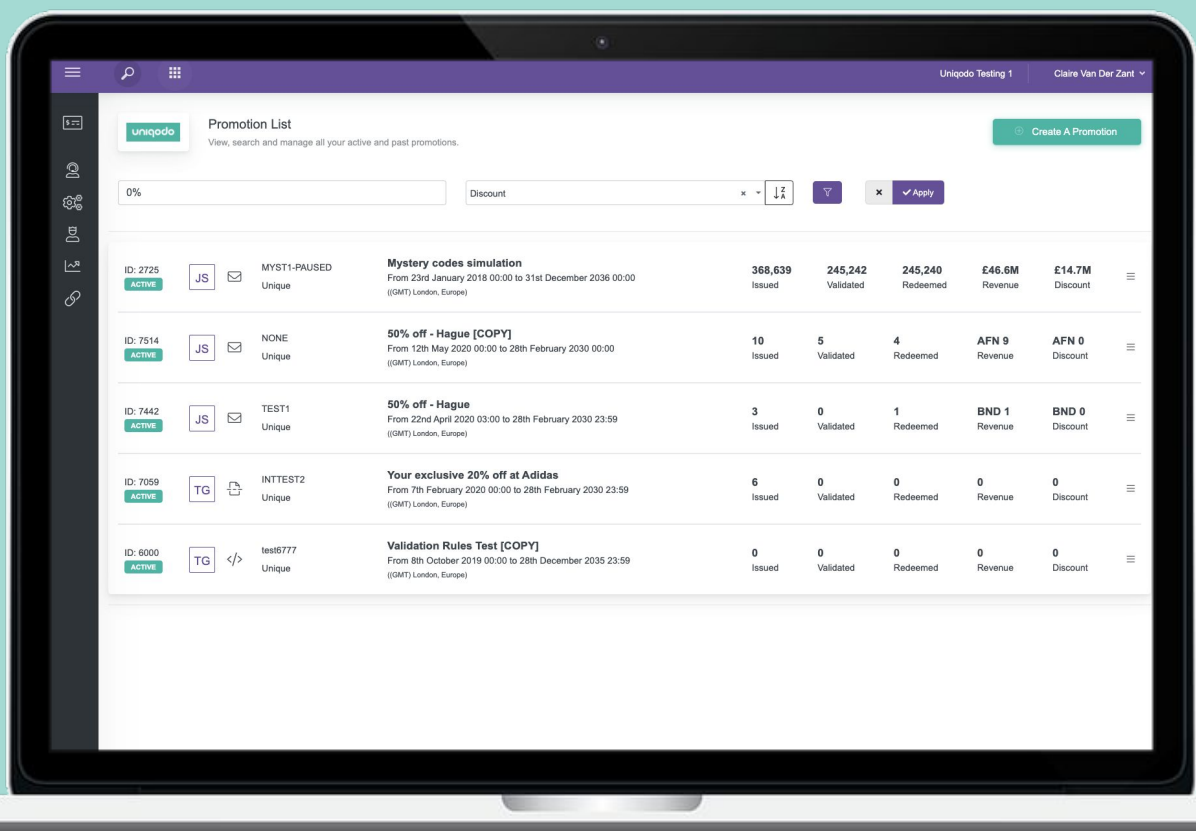 Uniqodo Testing 1
Claire Van Der Zant
uniqodo
Promotion List
View, search and manage all your active and past promotions.
Create A Promotion
0%
Discount
Z
A
Apply
ID: 2725
ACTIVE
JS
MYST1-PAUSED
Unique
Mystery codes simulation
From 23rd January 2018 00:00 to 31st December 2036 00:00
((GMT) London, Europe)
368,639 245,242 245,240 £46.6M £14.7M
Issued Validated Redeemed Revenue Discount
ID: 7514
ACTIVE
JS
NONE
Unique
50% off - Hague [COPY]
From 12th May 2020 00:00 to 28th February 2030 00:00
((GMT) London, Europe)
10 5 4 AFN 9 AFN 0
Issued Validated Redeemed Revenue Discount
ID: 7442
ACTIVE
JS
TEST1
Unique
50% off - Hague
From 22nd April 2020 03:00 to 28th February 2030 23:59
((GMT) London, Europe)
3 0 1 BND 1 BND 0
Issued Validated Redeemed Revenue Discount
ID: 7059
ACTIVE
TG
INTTEST2
Unique
Your exclusive 20% off at Adidas
From 7th February 2020 00:00 to 28th February 2030 23:59
((GMT) London, Europe)
6 0 0 0 0
Issued Validated Redeemed Revenue Discount
ID: 6000
ACTIVE
TG
test6777
Unique
Validation Rules Test [COPY]
From 8th October 2019 00:00 to 28th December 2035 23:59
((GMT) London, Europe)
0 0 0 0 0
Issued Validated Redeemed Revenue Discount